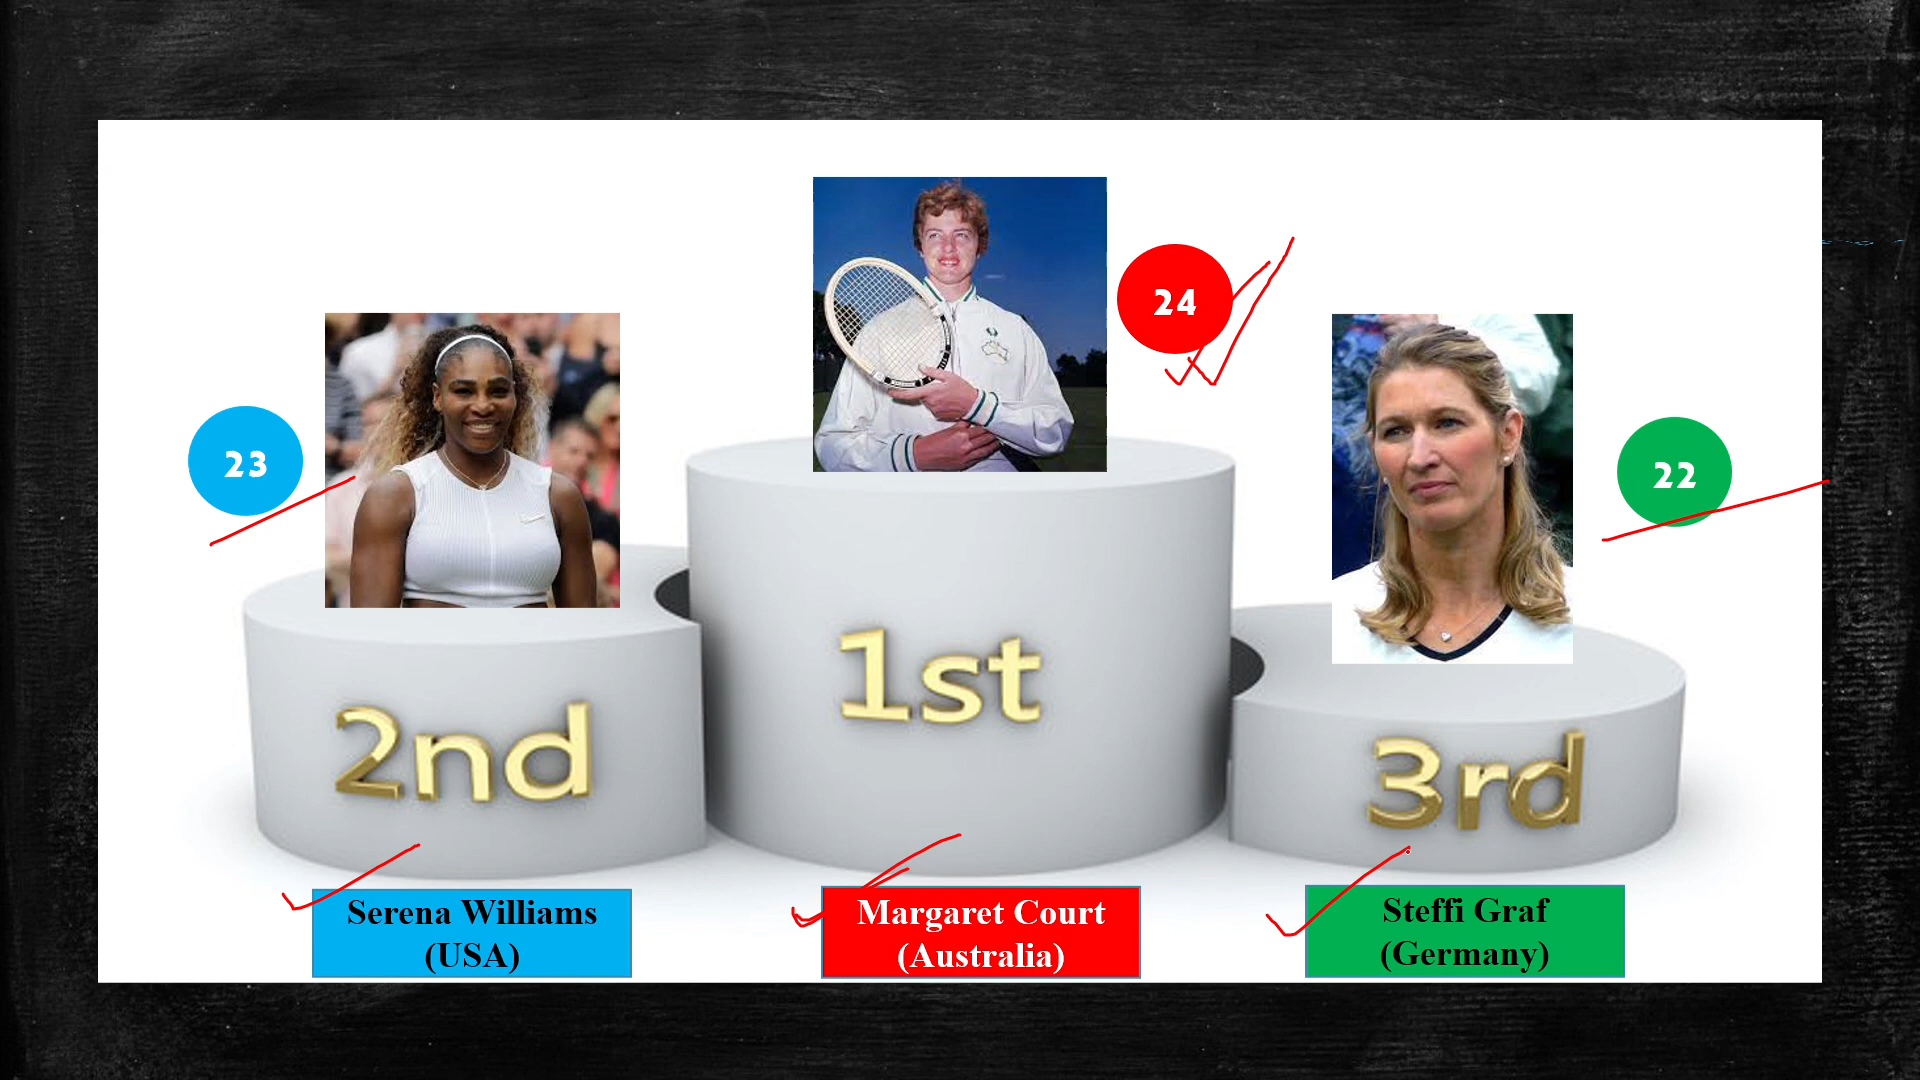 24
23
22
1st
2nd
3rd
Serena Williams
(USA)
Margaret Court
(Australia)
Steffi Graf
(Germany)